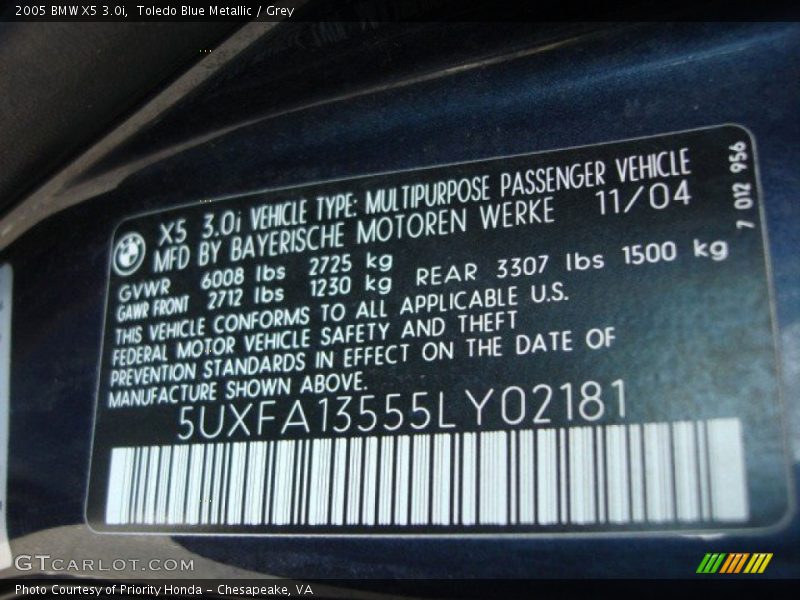 2005 BMW X5 3.0i, Toledo Blue Metallic / Grey
X5 3.0i VEHICLE TYPE: MULTIPURPOSE PASSENGER VEHICLE
MFD BY BAYERISCHE MOTOREN WERKE 11/04
GVWR 6008 lbs 2725 kg
GAWR FRONT 2712 lbs 1230 kg REAR 3307 lbs 1500 kg
THIS VEHICLE CONFORMS TO ALL APPLICABLE U.S.
FEDERAL MOTOR VEHICLE SAFETY AND THEFT
PREVENTION STANDARDS IN EFFECT ON THE DATE OF
MANUFACTURE SHOWN ABOVE.
5UXFA13555LY02181
7 012 956
GTCARLOT.COM
Photo Courtesy of Priority Honda - Chesapeake, VA